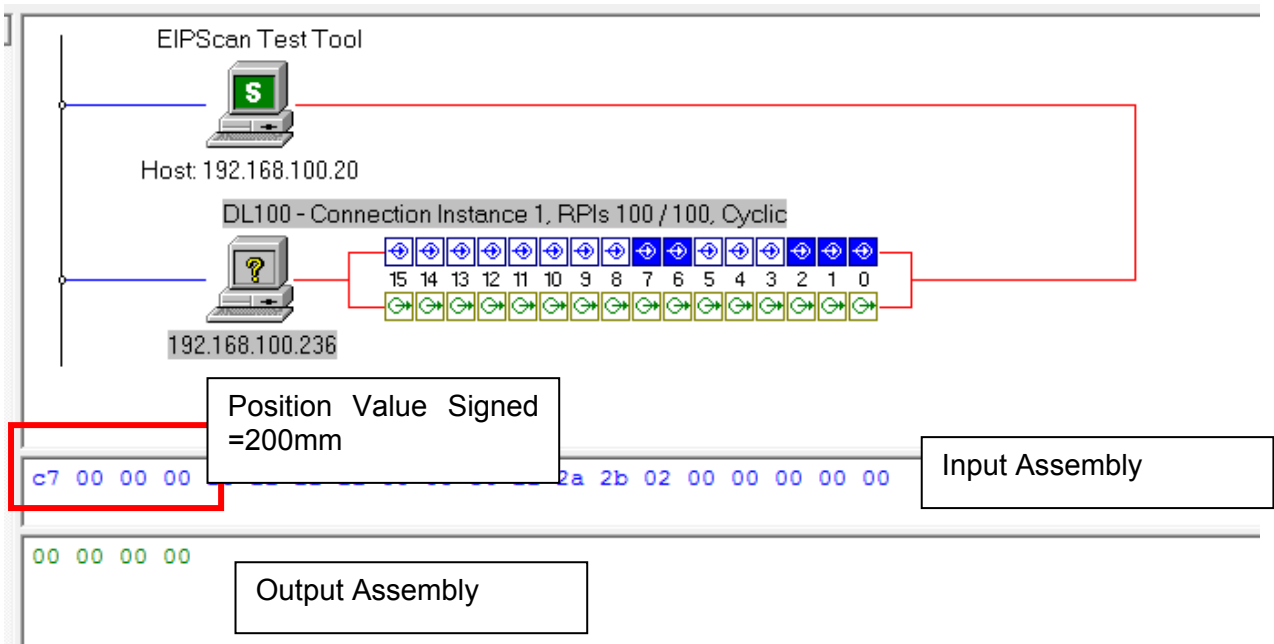 EIPScan Test Tool
S
Host: 192.168.100.20
DL100 - Connection Instance 1, RPIs 100 / 100, Cyclic
?
15 14 13 12 11 10 9 8 7 6 5 4 3 2 1 0
192.168.100.236
Position Value Signed
=200mm
c7 00 00 00 2a 2b 02 00 00 00 00 00
Input Assembly
00 00 00 00
Output Assembly